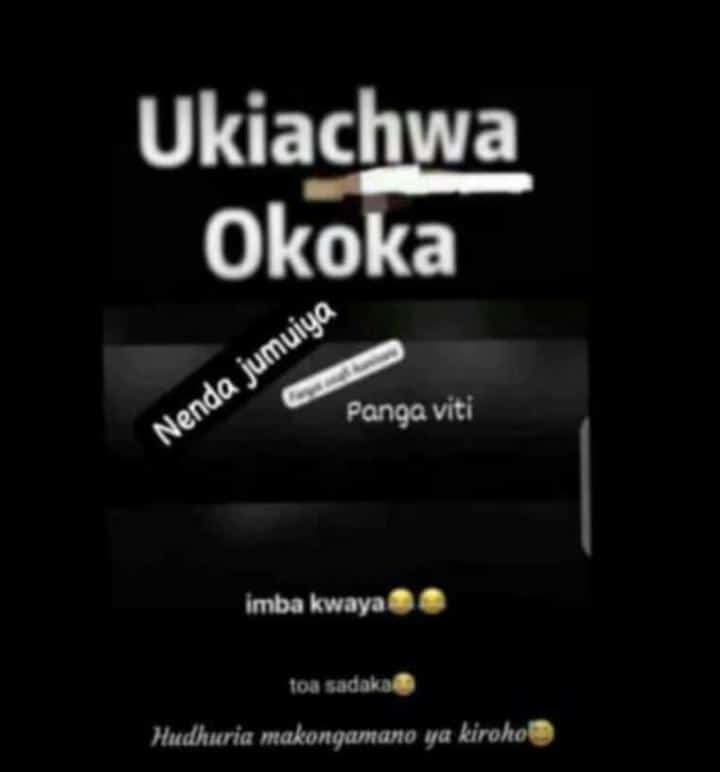 Ukiachwa
Okoka
Nenda jumuiya
Panga viti
imba kwaya😂😂
toa sadaka😂
Hudhuria makongamano ya kiroho😅